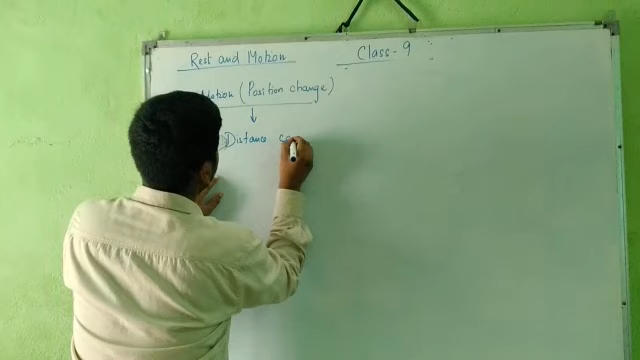 Rest and Motion Class-9
Motion (Position change)
↓
Distance